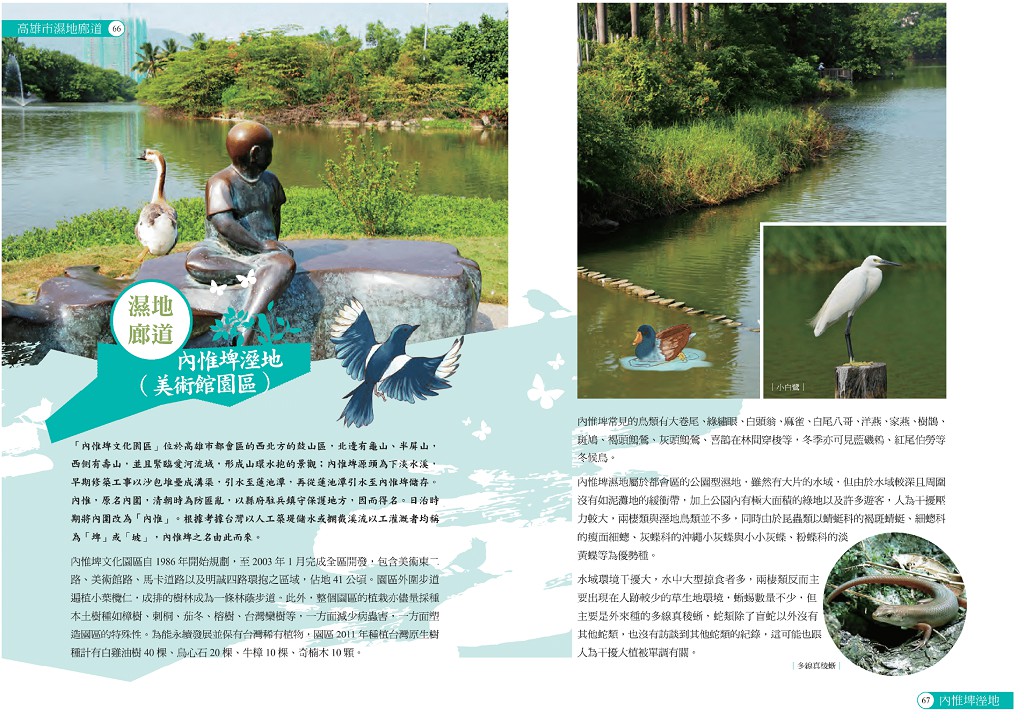 高雄市濕地廊道 66
濕地
廊道
內惟埤溼地
（美術館園區）
「內惟埤文化園區」位於高雄市都會區的西北方的鼓山區，北邊有龜山、半屏山，
西側有壽山，並且緊臨愛河流域，形成山環水抱的景觀；內惟埤源頭為下淡水溪，
早期修築工事以沙包堆疊成溝渠，引水至蓮池潭，再從蓮池潭引水至內惟埤儲存。
內惟，原名內圍，清朝時為防匪亂，以縣府駐兵鎮守保護地方，因而得名。日治時
期將內圍改為「內惟」。根據考據台灣以人工築堤儲水或攔截溪流以工灌溉者均稱
為「埤」或「坡」，內惟埤之名由此而來。
內惟埤文化園區自 1986 年開始規劃，至 2003 年 1 月完成全區開發，包含美術東二
路、美術館路、馬卡道路以及明誠四路環抱之區域，佔地 41 公頃。園區外圍步道
遍植小葉欖仁，成排的樹林成為一條林蔭步道。此外，整個園區的植栽亦儘量採種
本土樹種如樟樹、刺桐、茄冬、榕樹、台灣欒樹等，一方面減少病蟲害，一方面塑
造園區的特殊性。為能永續發展並保有台灣稀有植物，園區 2011 年種植台灣原生樹
種計有白雞油樹 40 棵、烏心石 20 棵、牛樟 10 棵、奇楠木 10 顆。
｜小白鷺｜
內惟埤常見的鳥類有大卷尾、綠繡眼、白頭翁、麻雀、白尾八哥、洋燕、家燕、樹鵲、
斑鳩、褐頭鷦鶯、灰頭鷦鶯、喜鵲在林間穿梭等，冬季亦可見藍磯鶇、紅尾伯勞等
冬候鳥。
內惟埤濕地屬於都會區的公園型濕地，雖然有大片的水域，但由於水域較深且周圍
沒有如泥灘地的緩衝帶，加上公園內有極大面積的綠地以及許多遊客，人為干擾壓
力較大，兩棲類與溼地鳥類並不多，同時由於昆蟲類以蜻蜓科的褐斑蜻蜓、細蟌科
的痩面細蟌、灰蝶科的沖繩小灰蝶與小小灰蝶、粉蝶科的淡
黃蝶等為優勢種。
水域環境干擾大，水中大型掠食者多，兩棲類反而主
要出現在人跡較少的草生地環境，蜥蜴數量不少，但
主要是外來種的多線真稜蜥，蛇類除了盲蛇以外沒有
其他蛇類，也沒有訪談到其他蛇類的紀錄，這可能也跟
人為干擾大植被單調有關。
｜多線真稜蜥｜
67 內惟埤溼地